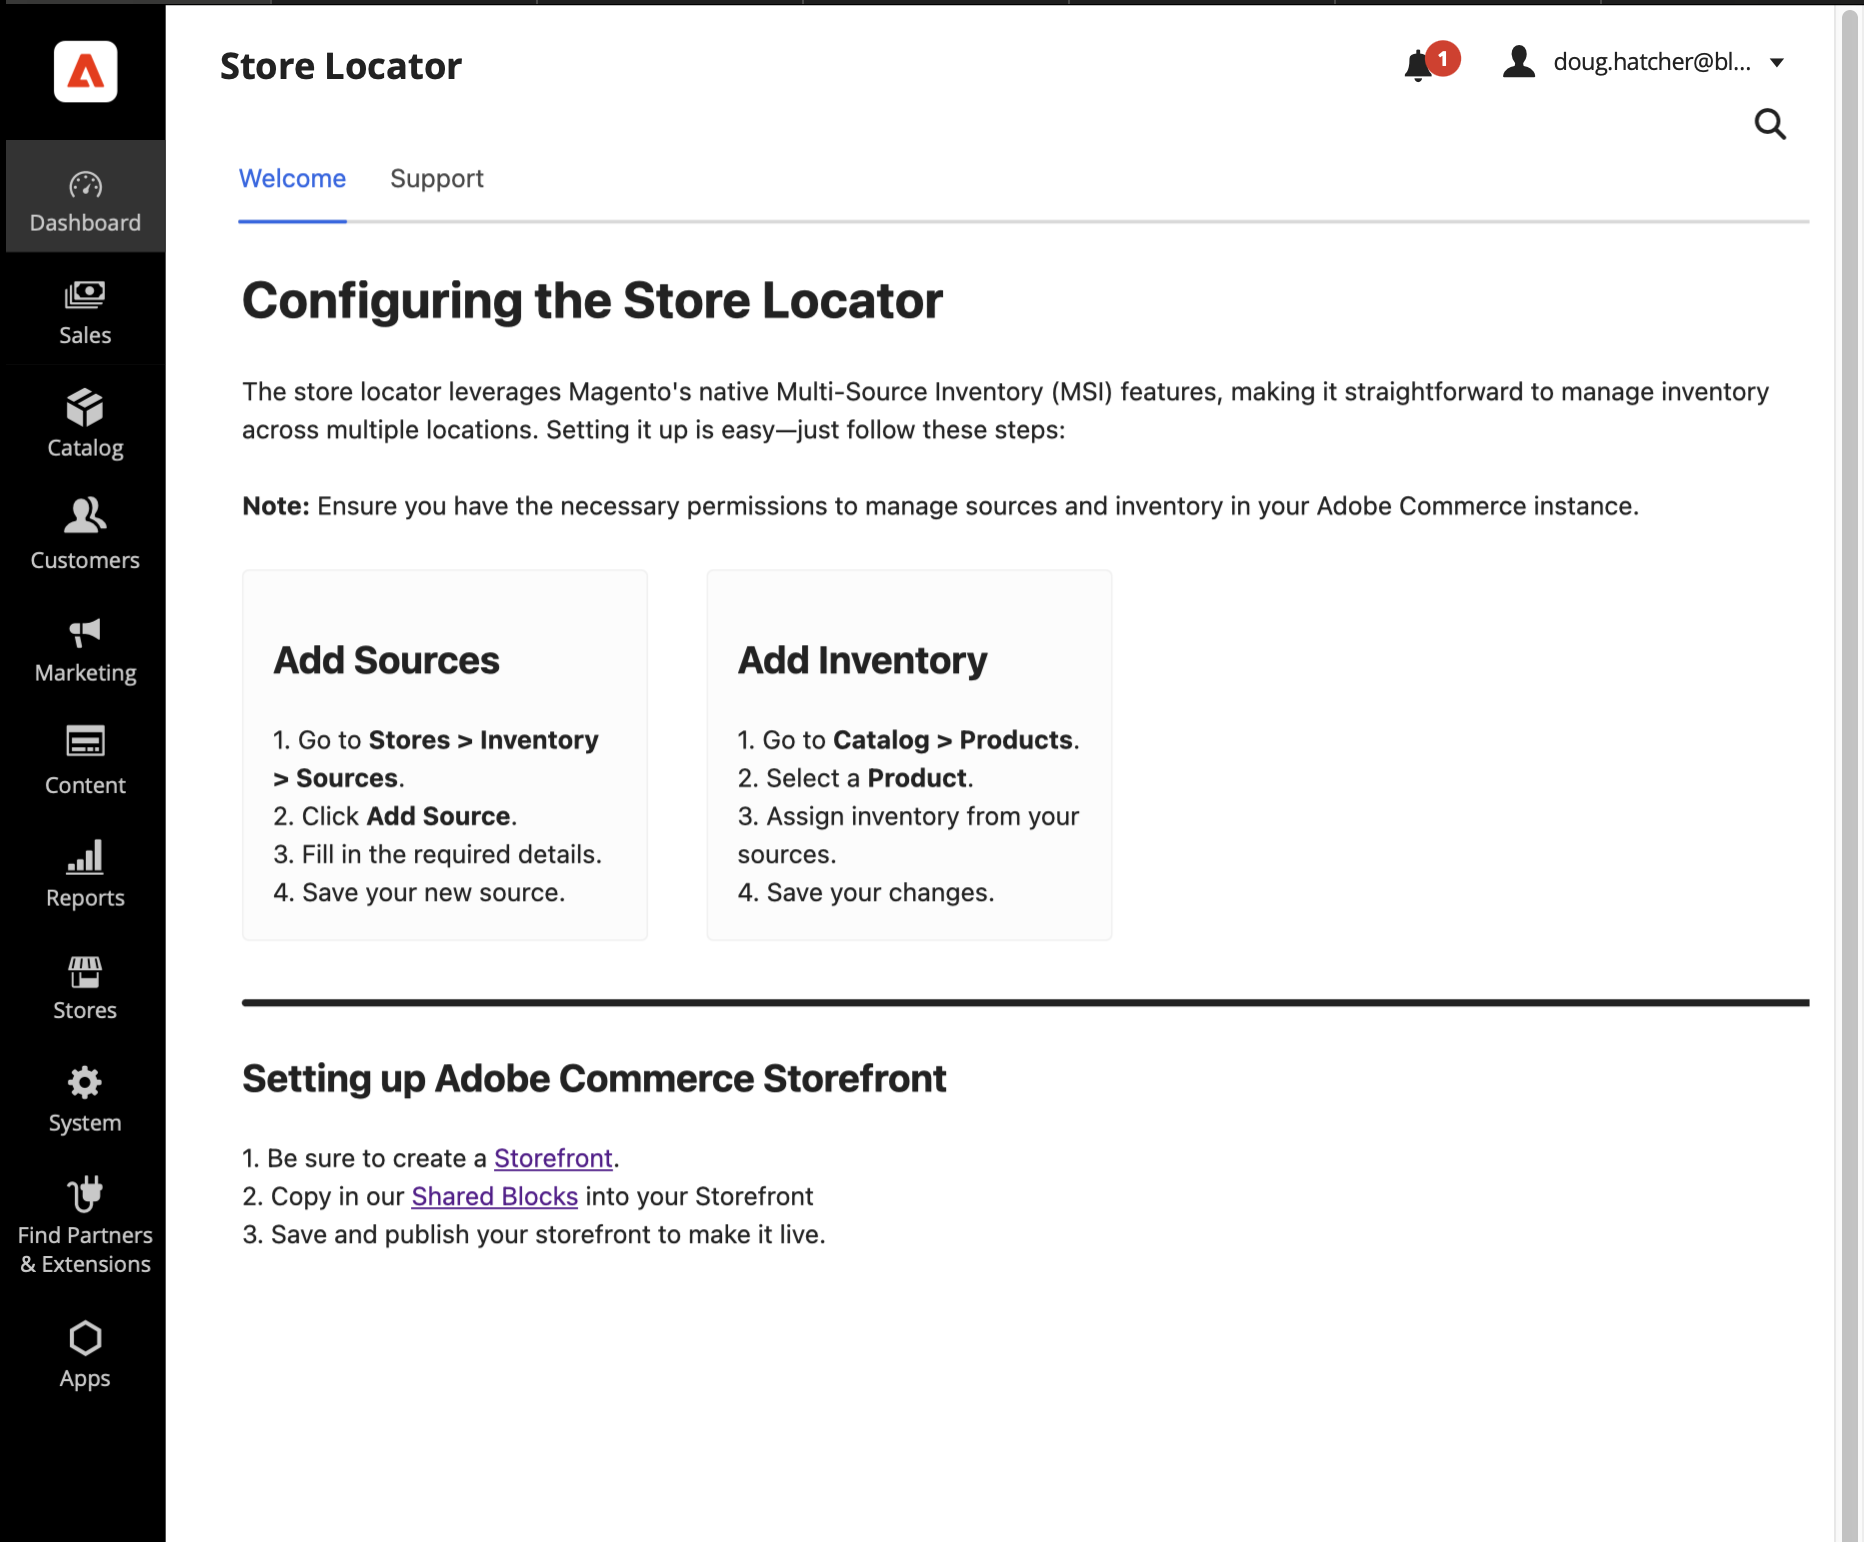 Store Locator
1
doug.hatcher@bl...
Welcome
Support
Dashboard
Sales
Catalog
Customers
Marketing
Content
Reports
Stores
System
Find Partners
& Extensions
Apps
Configuring the Store Locator
The store locator leverages Magento's native Multi-Source Inventory (MSI) features, making it straightforward to manage inventory
across multiple locations. Setting it up is easy—just follow these steps:
Note: Ensure you have the necessary permissions to manage sources and inventory in your Adobe Commerce instance.
Add Sources
1. Go to Stores > Inventory
> Sources.
2. Click Add Source.
3. Fill in the required details.
4. Save your new source.
Add Inventory
1. Go to Catalog > Products.
2. Select a Product.
3. Assign inventory from your
sources.
4. Save your changes.
Setting up Adobe Commerce Storefront
1. Be sure to create a Storefront.
2. Copy in our Shared Blocks into your Storefront
3. Save and publish your storefront to make it live.